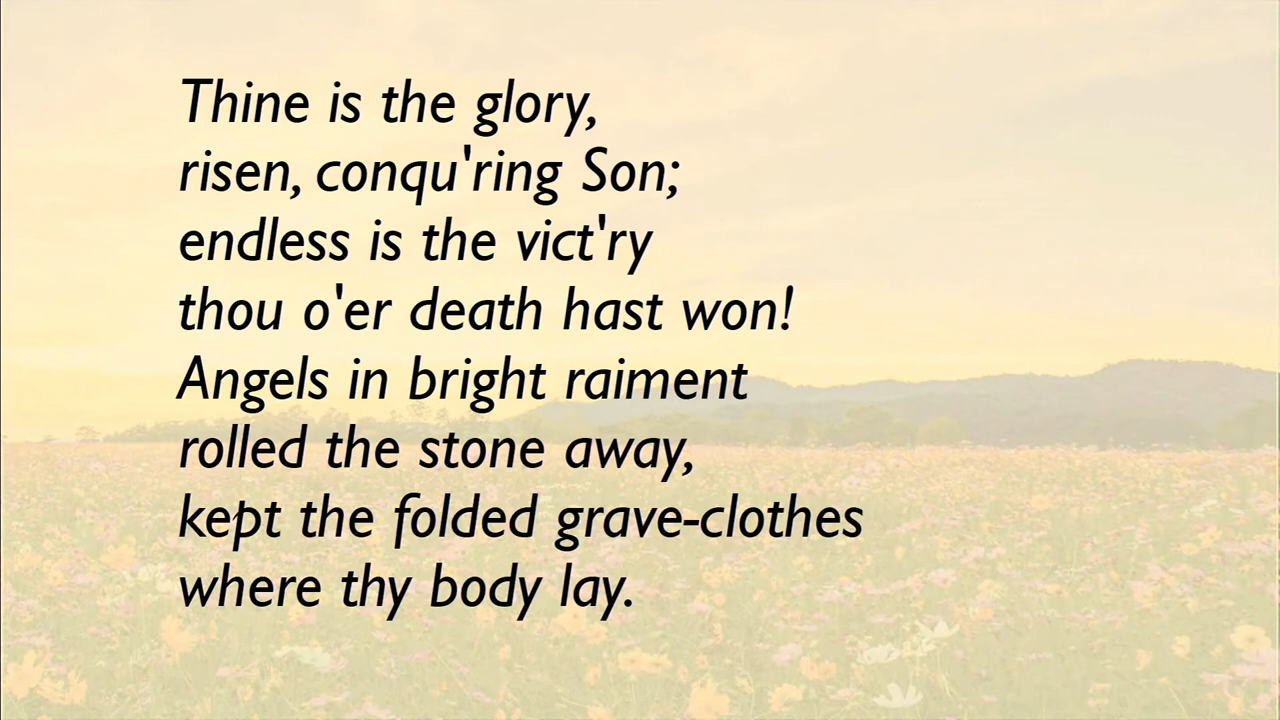 Thine is the glory,
risen, conqu'ring Son;
endless is the vict'ry
thou o'er death hast won!
Angels in bright raiment
rolled the stone away,
kept the folded grave-clothes
where thy body lay.